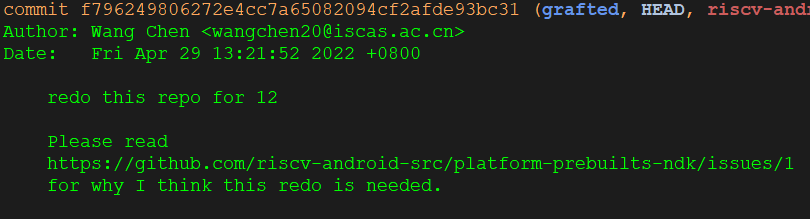 commit f796249806272e4cc7a65082094cf2afde93bc31 (grafted, HEAD, riscv-and
Author: Wang Chen <wangchen20@iscas.ac.cn>
Date:   Fri Apr 29 13:21:52 2022 +0800
redo this repo for 12
Please read
https://github.com/riscv-android-src/platform-prebuilts-ndk/issues/1
for why I think this redo is needed.